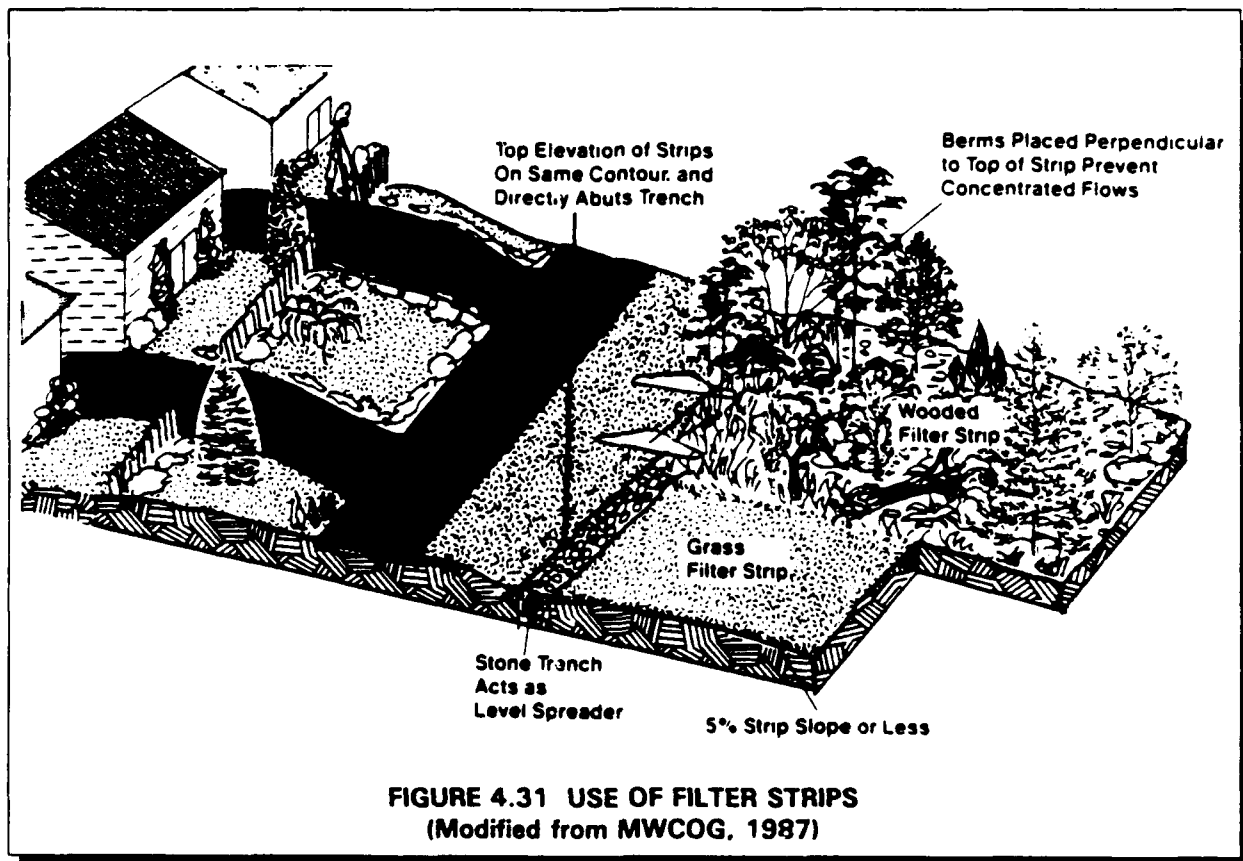 Top Elevation of Strips
On Same Contour, and
Directly Abuts Trench
Berms Placed Perpendicular
to Top of Strip Prevent
Concentrated Flows
Wooded
Filter Strip
Grass
Filter Strip
Stone Trench
Acts as
Level Spreader
5% Strip Slope or Less
FIGURE 4.31 USE OF FILTER STRIPS
(Modified from MWCOG, 1987)